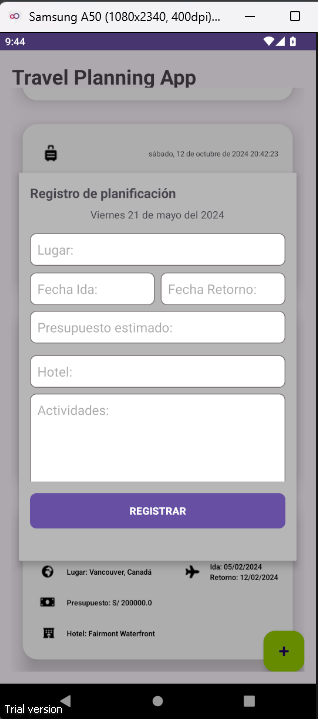 Samsung A50 (1080x2340, 400dpi)...
9:44
Travel Planning App
sábado, 12 de octubre de 2024 20:42:23
Registro de planificación
Viernes 21 de mayo del 2024
Lugar:
Fecha Ida:
Fecha Retorno:
Presupuesto estimado:
Hotel:
Actividades:
REGISTRAR
Lugar: Vancouver, Canadá
Ida: 05/02/2024
Retorno: 12/02/2024
Presupuesto: S/ 200000.0
Hotel: Fairmont Waterfront
+
Trial version